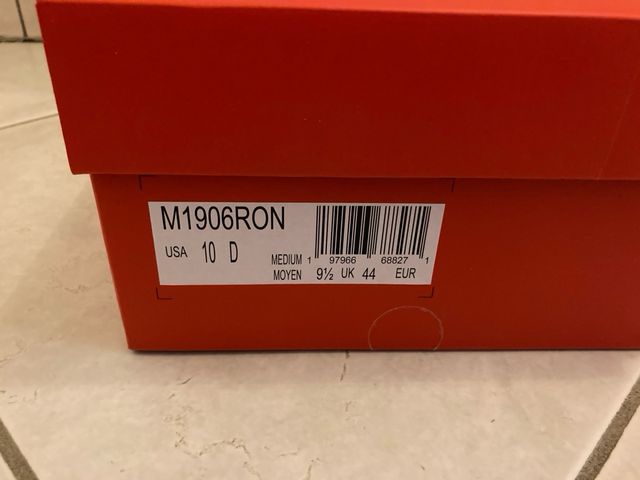 M1906RON
USA 10 D
MEDIUM 1 97966 68827 1
MOYEN 9½ UK 44 EUR